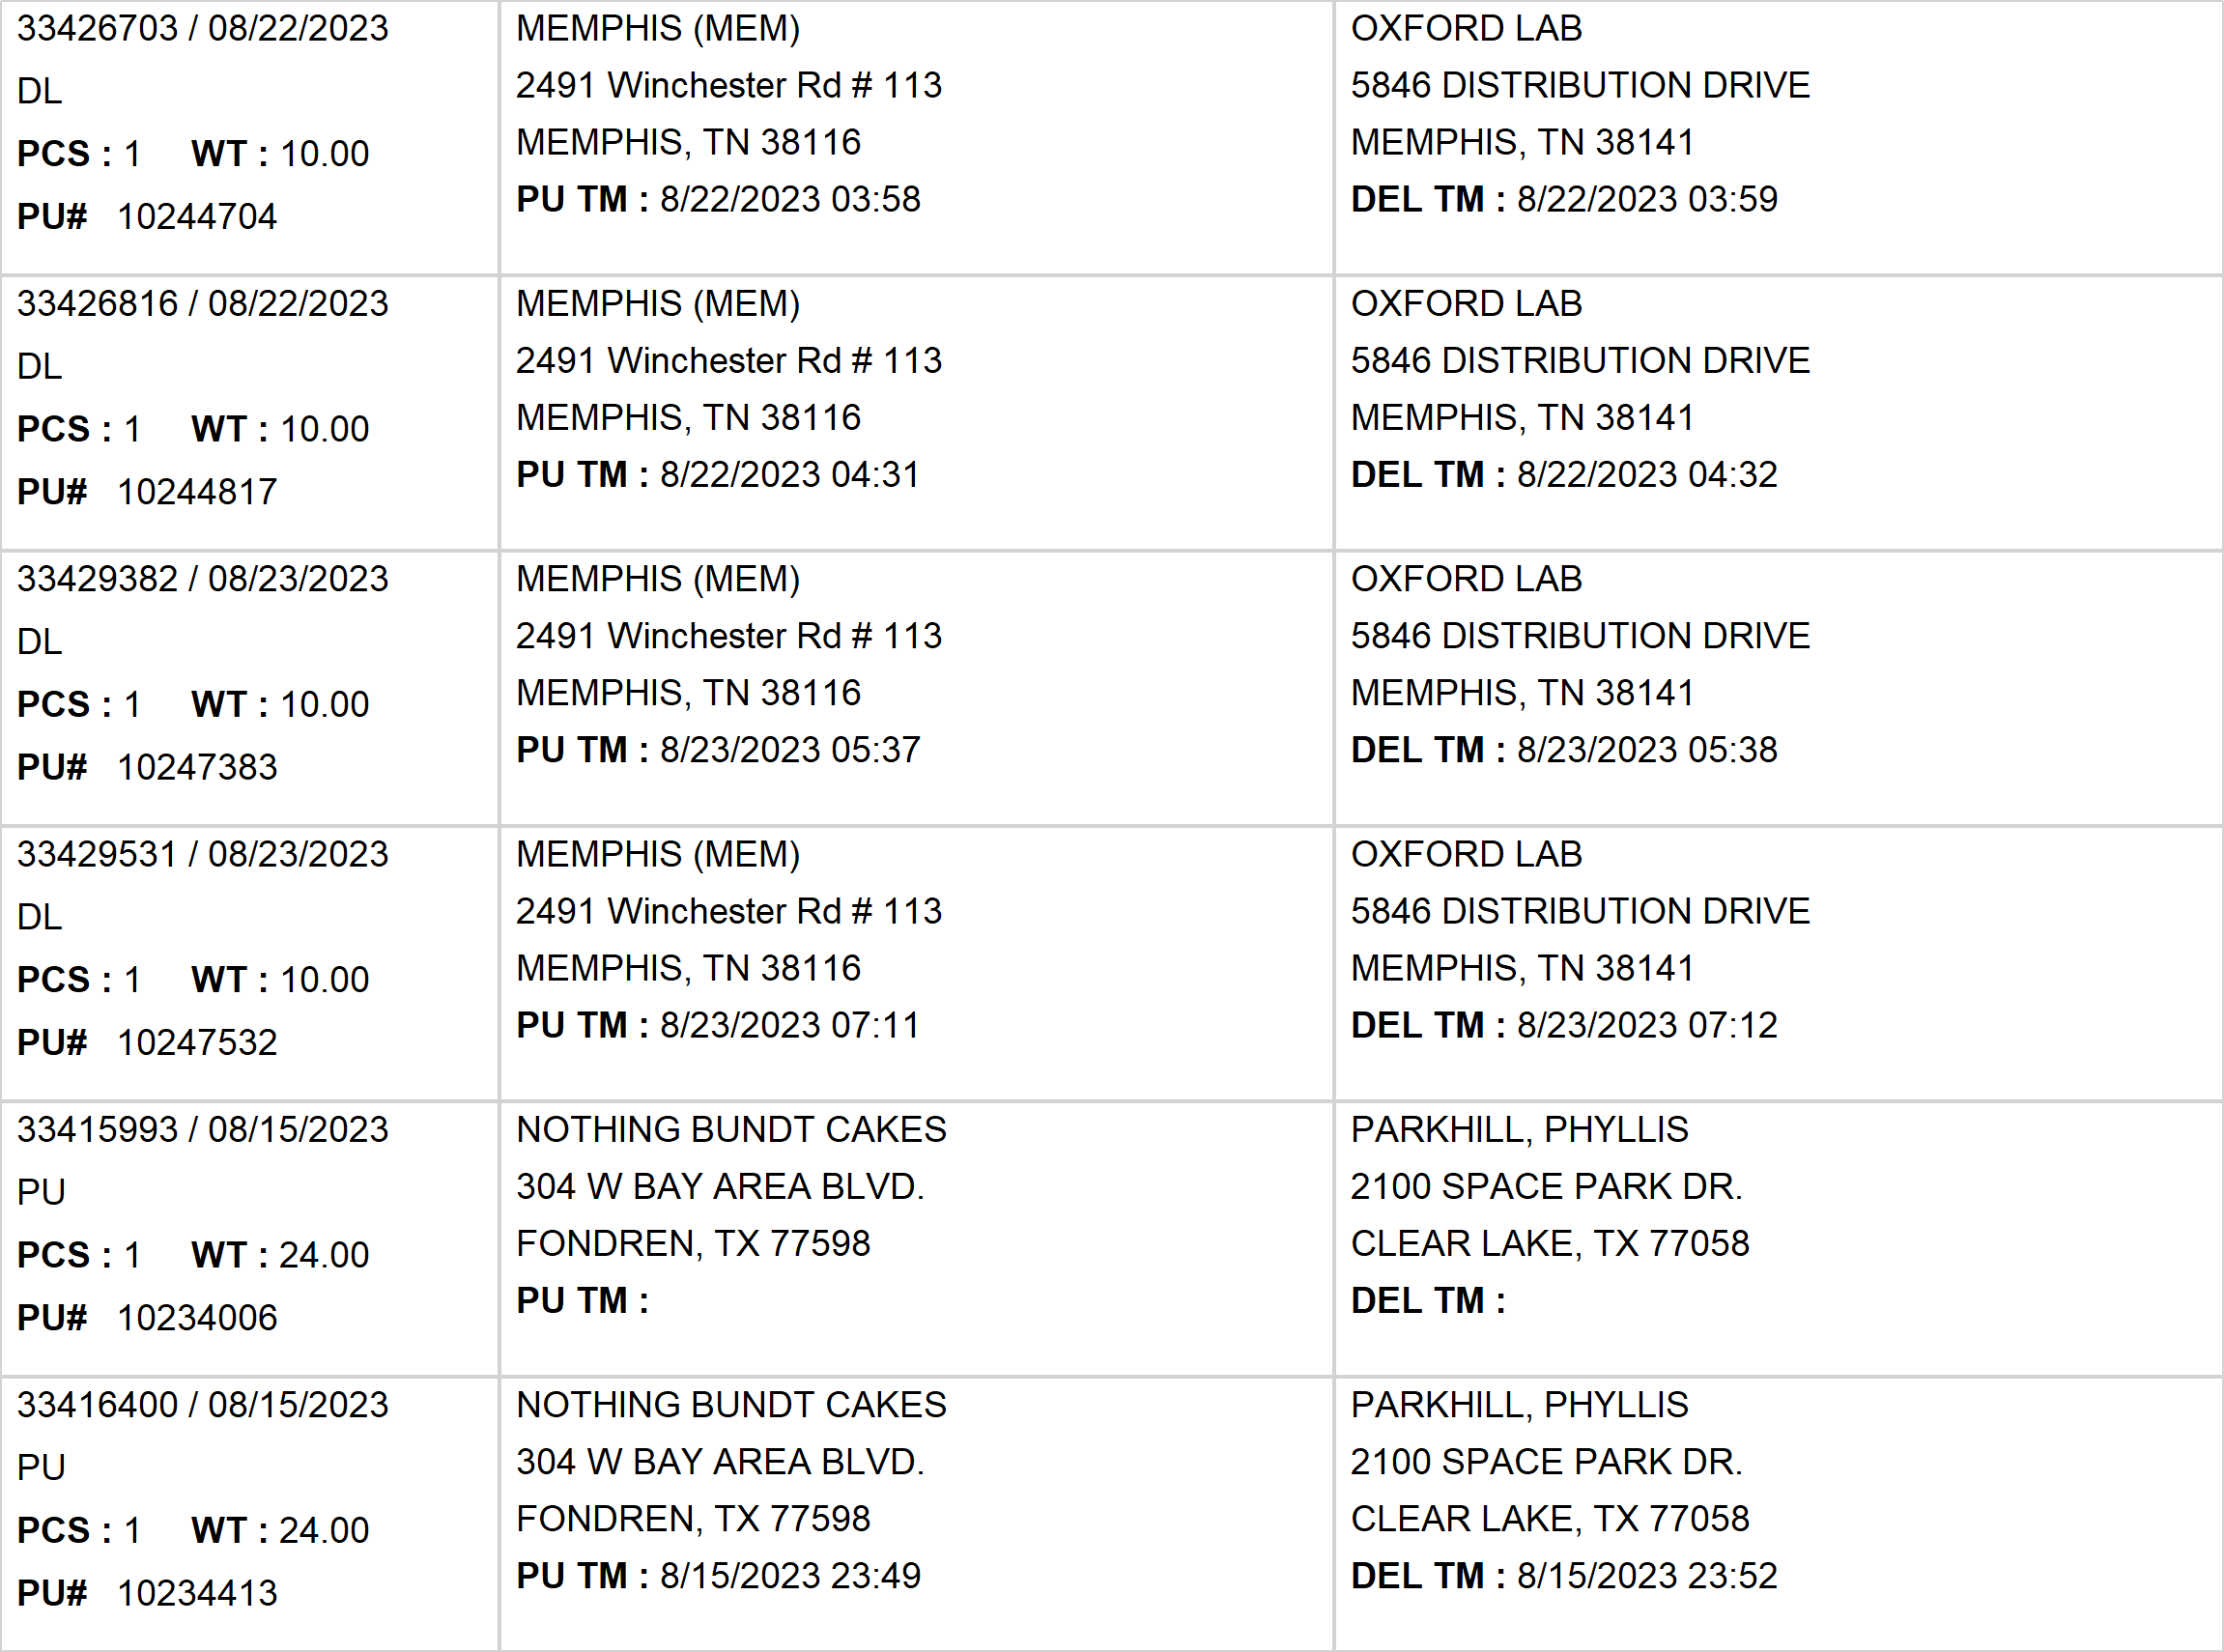 33426703 / 08/22/2023
DL
PCS : 1 WT : 10.00
PU# 10244704
MEMPHIS (MEM)
2491 Winchester Rd # 113
MEMPHIS, TN 38116
PU TM : 8/22/2023 03:58
OXFORD LAB
5846 DISTRIBUTION DRIVE
MEMPHIS, TN 38141
DEL TM : 8/22/2023 03:59
33426816 / 08/22/2023
DL
PCS : 1 WT : 10.00
PU# 10244817
MEMPHIS (MEM)
2491 Winchester Rd # 113
MEMPHIS, TN 38116
PU TM : 8/22/2023 04:31
OXFORD LAB
5846 DISTRIBUTION DRIVE
MEMPHIS, TN 38141
DEL TM : 8/22/2023 04:32
33429382 / 08/23/2023
DL
PCS : 1 WT : 10.00
PU# 10247383
MEMPHIS (MEM)
2491 Winchester Rd # 113
MEMPHIS, TN 38116
PU TM : 8/23/2023 05:37
OXFORD LAB
5846 DISTRIBUTION DRIVE
MEMPHIS, TN 38141
DEL TM : 8/23/2023 05:38
33429531 / 08/23/2023
DL
PCS : 1 WT : 10.00
PU# 10247532
MEMPHIS (MEM)
2491 Winchester Rd # 113
MEMPHIS, TN 38116
PU TM : 8/23/2023 07:11
OXFORD LAB
5846 DISTRIBUTION DRIVE
MEMPHIS, TN 38141
DEL TM : 8/23/2023 07:12
33415993 / 08/15/2023
PU
PCS : 1 WT : 24.00
PU# 10234006
NOTHING BUNDT CAKES
304 W BAY AREA BLVD.
FONDREN, TX 77598
PU TM :
PARKHILL, PHYLLIS
2100 SPACE PARK DR.
CLEAR LAKE, TX 77058
DEL TM :
33416400 / 08/15/2023
PU
PCS : 1 WT : 24.00
PU# 10234413
NOTHING BUNDT CAKES
304 W BAY AREA BLVD.
FONDREN, TX 77598
PU TM : 8/15/2023 23:49
PARKHILL, PHYLLIS
2100 SPACE PARK DR.
CLEAR LAKE, TX 77058
DEL TM : 8/15/2023 23:52